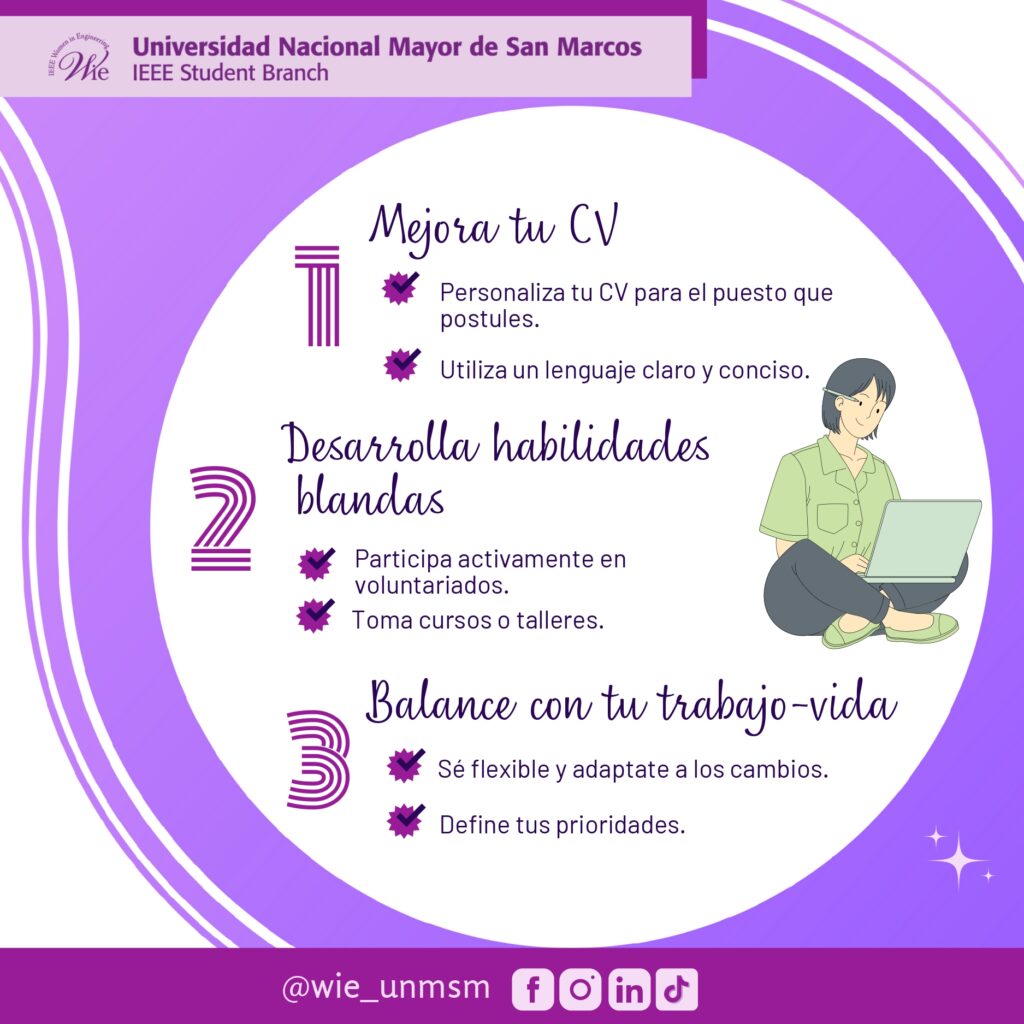 IEEE Women in Engineering
Wie
Universidad Nacional Mayor de San Marcos
IEEE Student Branch
1
Mejora tu CV
Personaliza tu CV para el puesto que
postules.
Utiliza un lenguaje claro y conciso.
2
Desarrolla habilidades
blandas
Participa activamente en
voluntariados.
Toma cursos o talleres.
3
Balance con tu trabajo-vida
Sé flexible y adaptate a los cambios.
Define tus prioridades.
@wie_unmsm